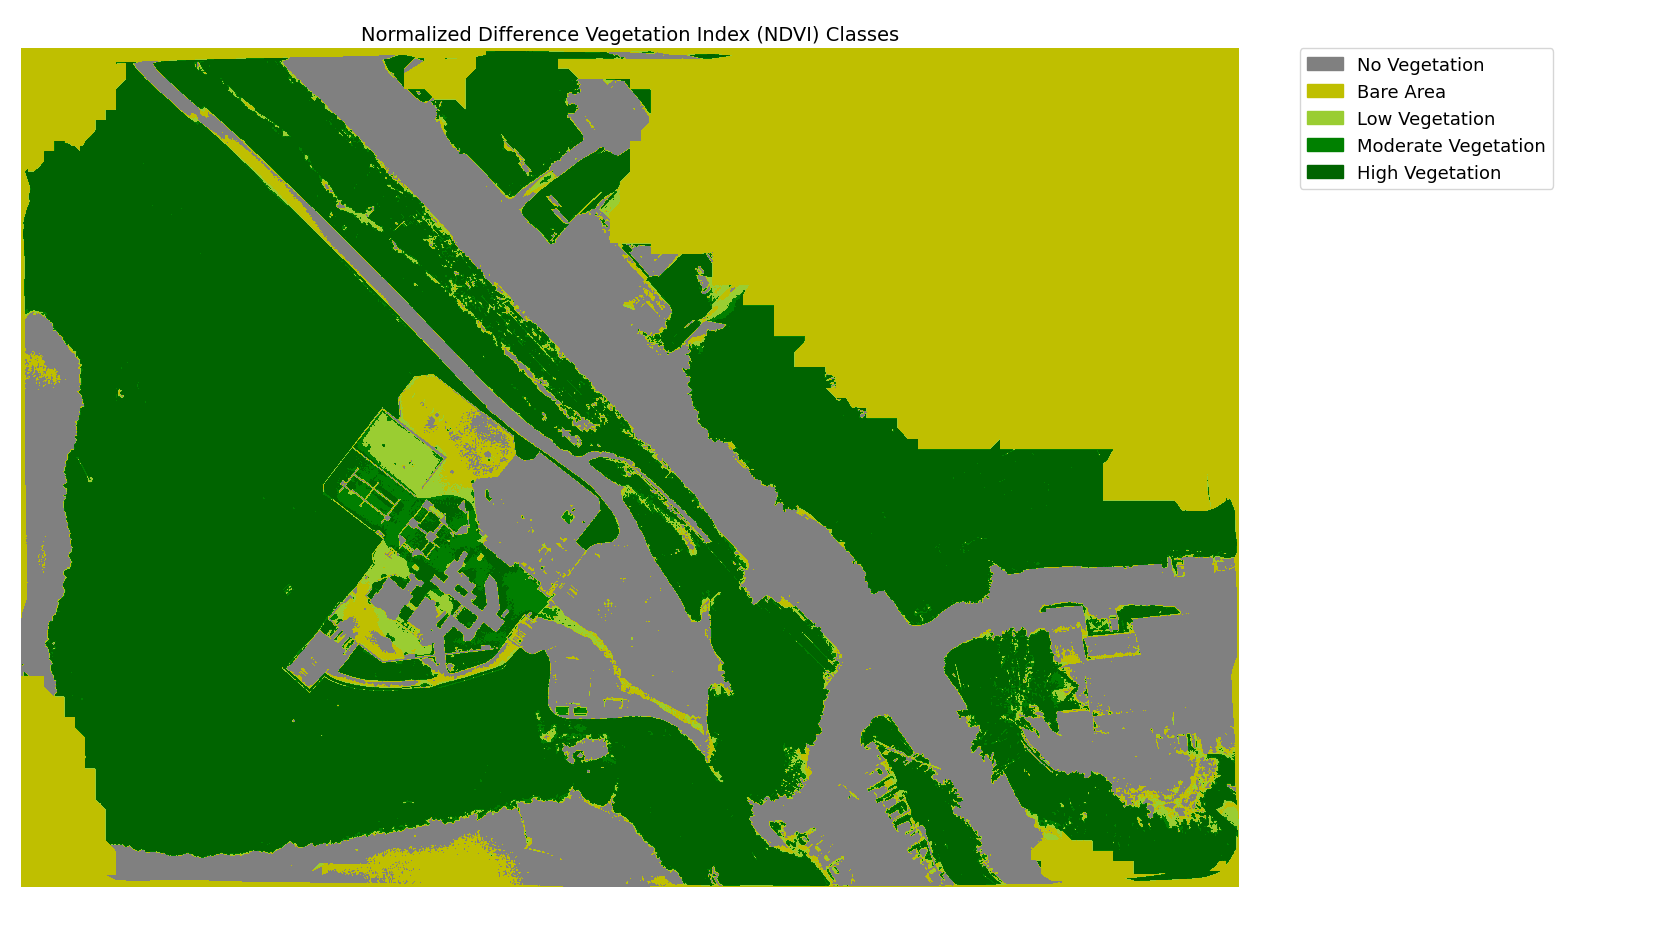 Normalized Difference Vegetation Index (NDVI) Classes
No Vegetation
Bare Area
Low Vegetation
Moderate Vegetation
High Vegetation